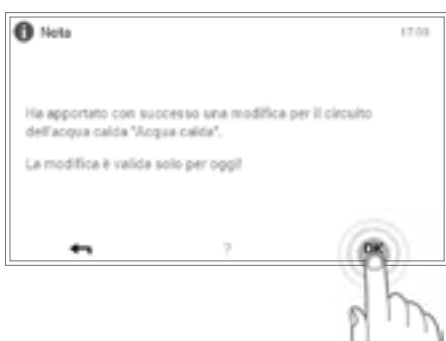 Nota
17:03
Ha apportato con successo una modifica per il circuito
dell'acqua calda "Acqua calda".
La modifica è valida solo per oggi!
?
OK